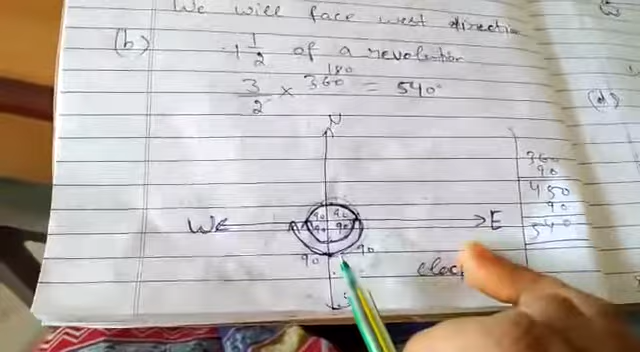 We will face west direction
(b) 1 1/2 of a revolution
3/2 × 360 180 = 540°
N
(d)
360
90
450
90
540
90 90
90 90
We E
90 90
S